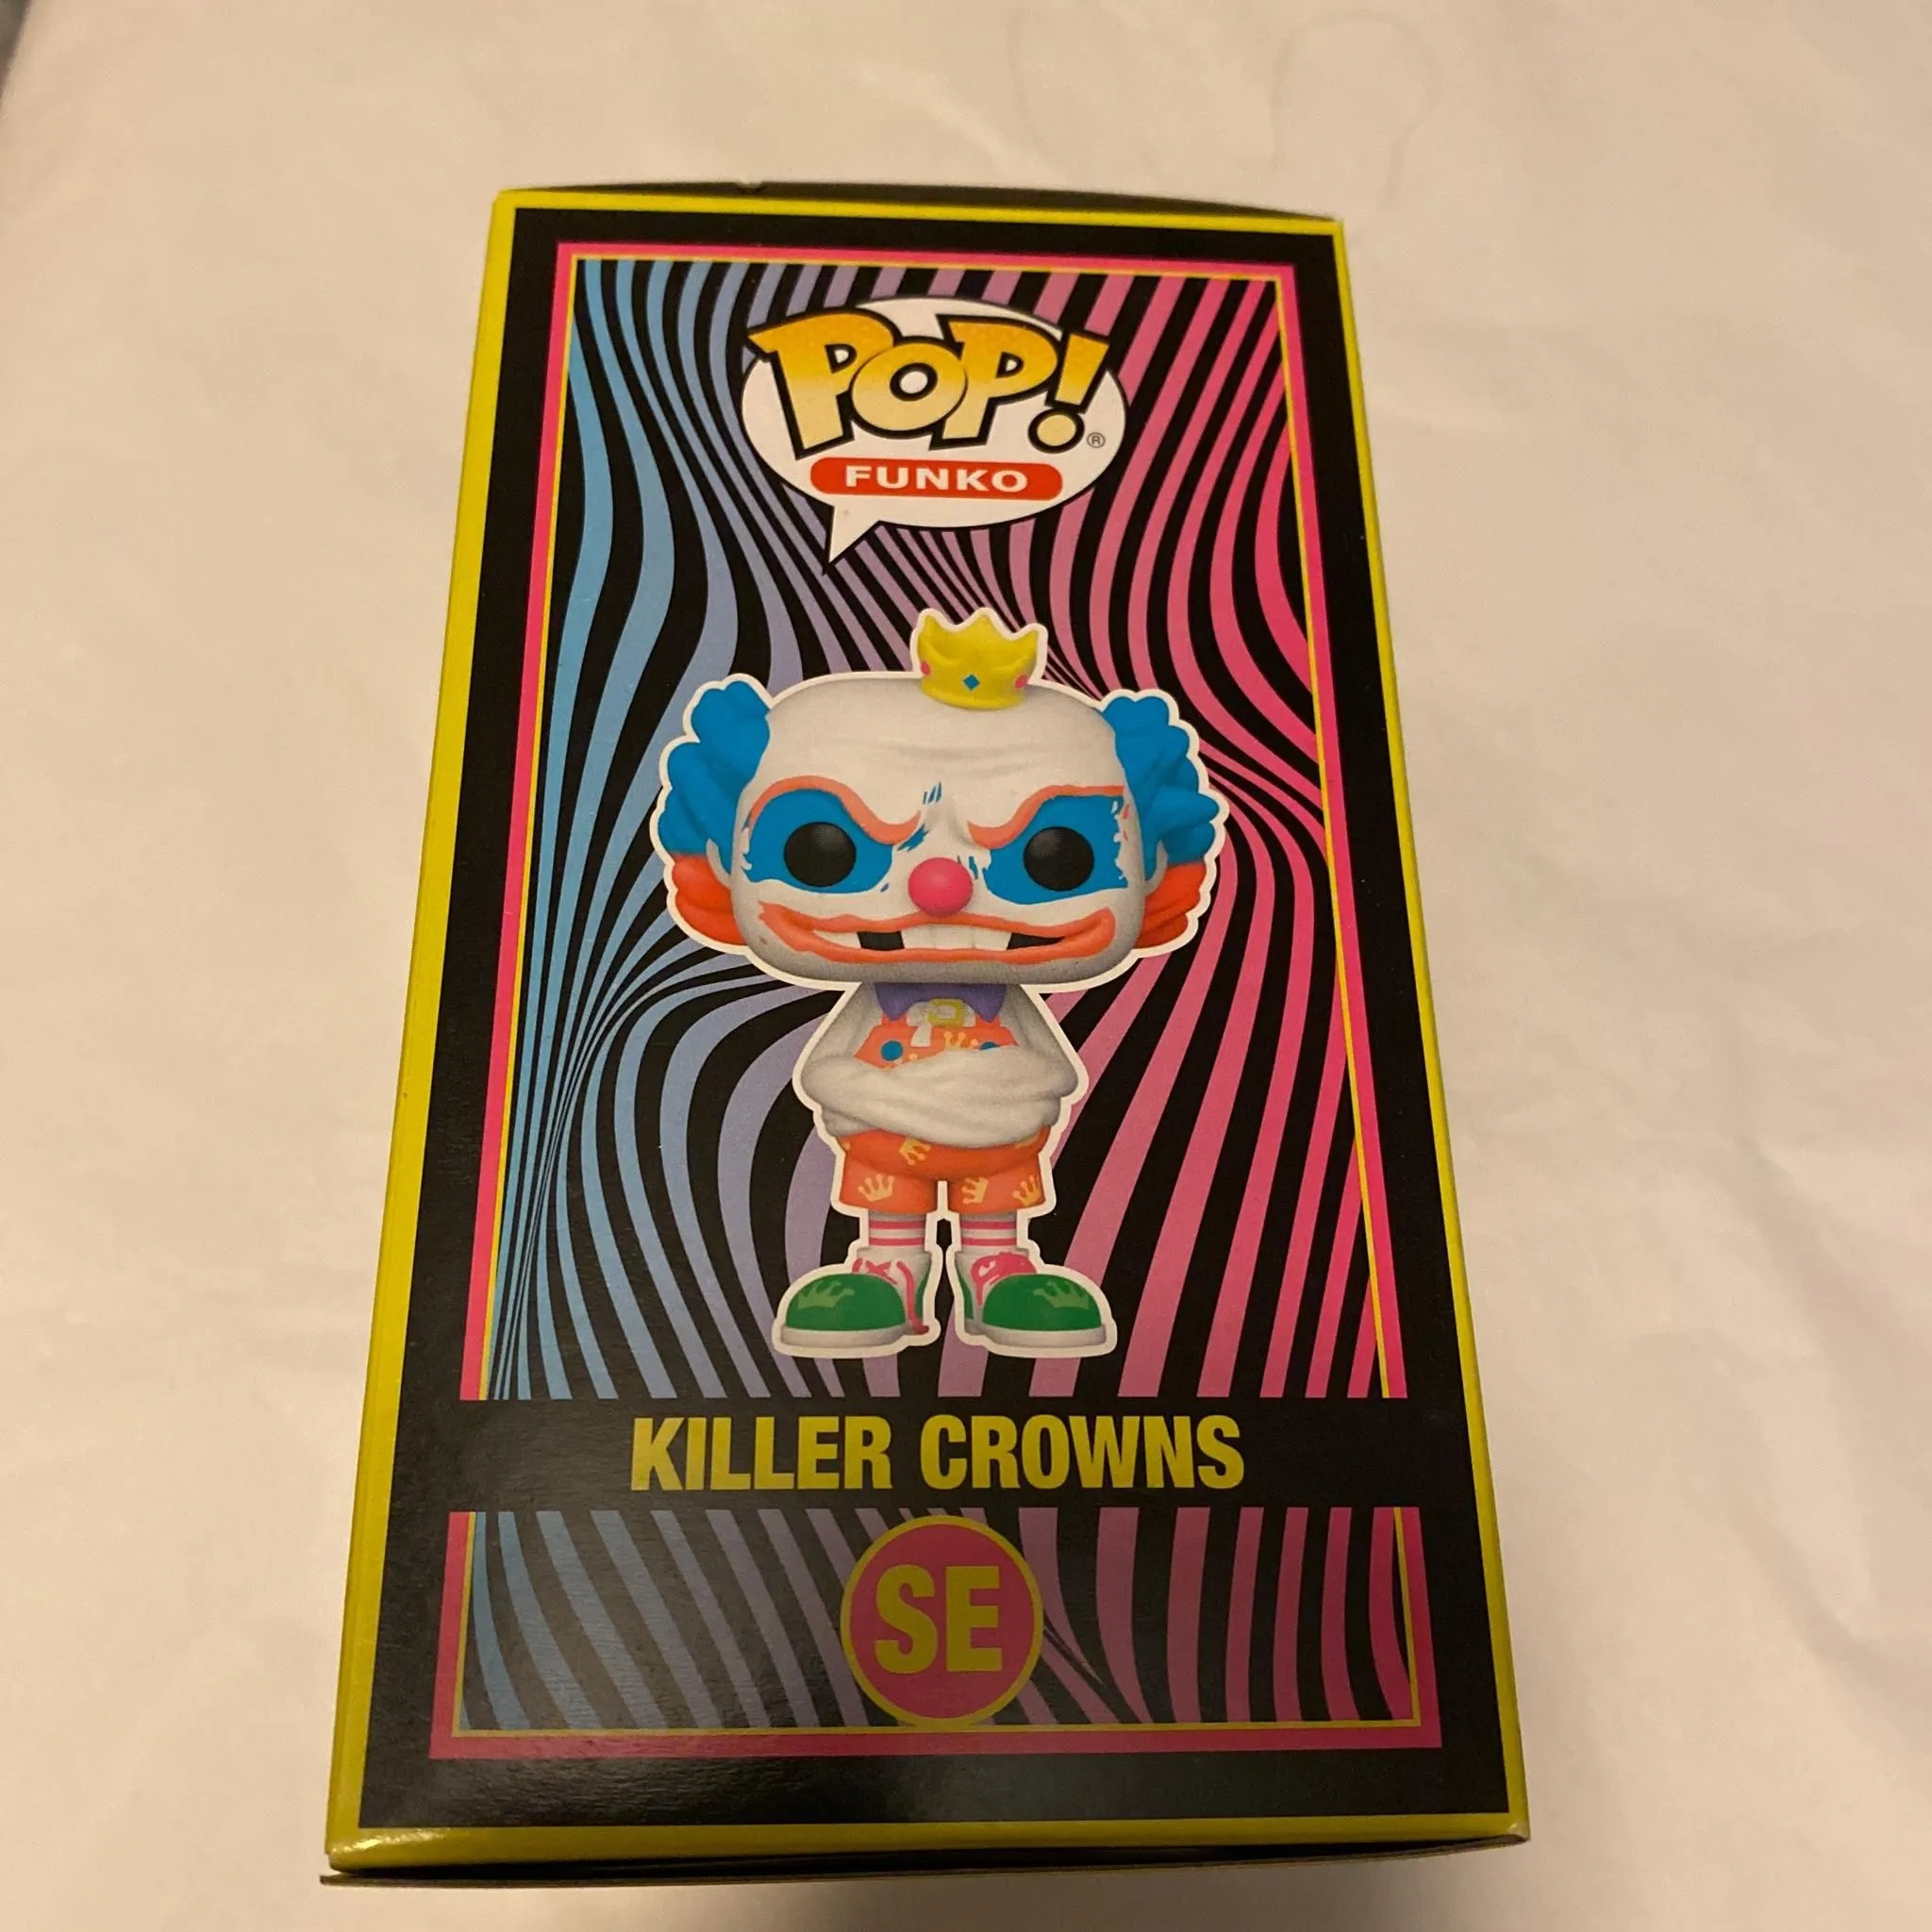 POP!®
FUNKO
KILLER CROWNS
SE